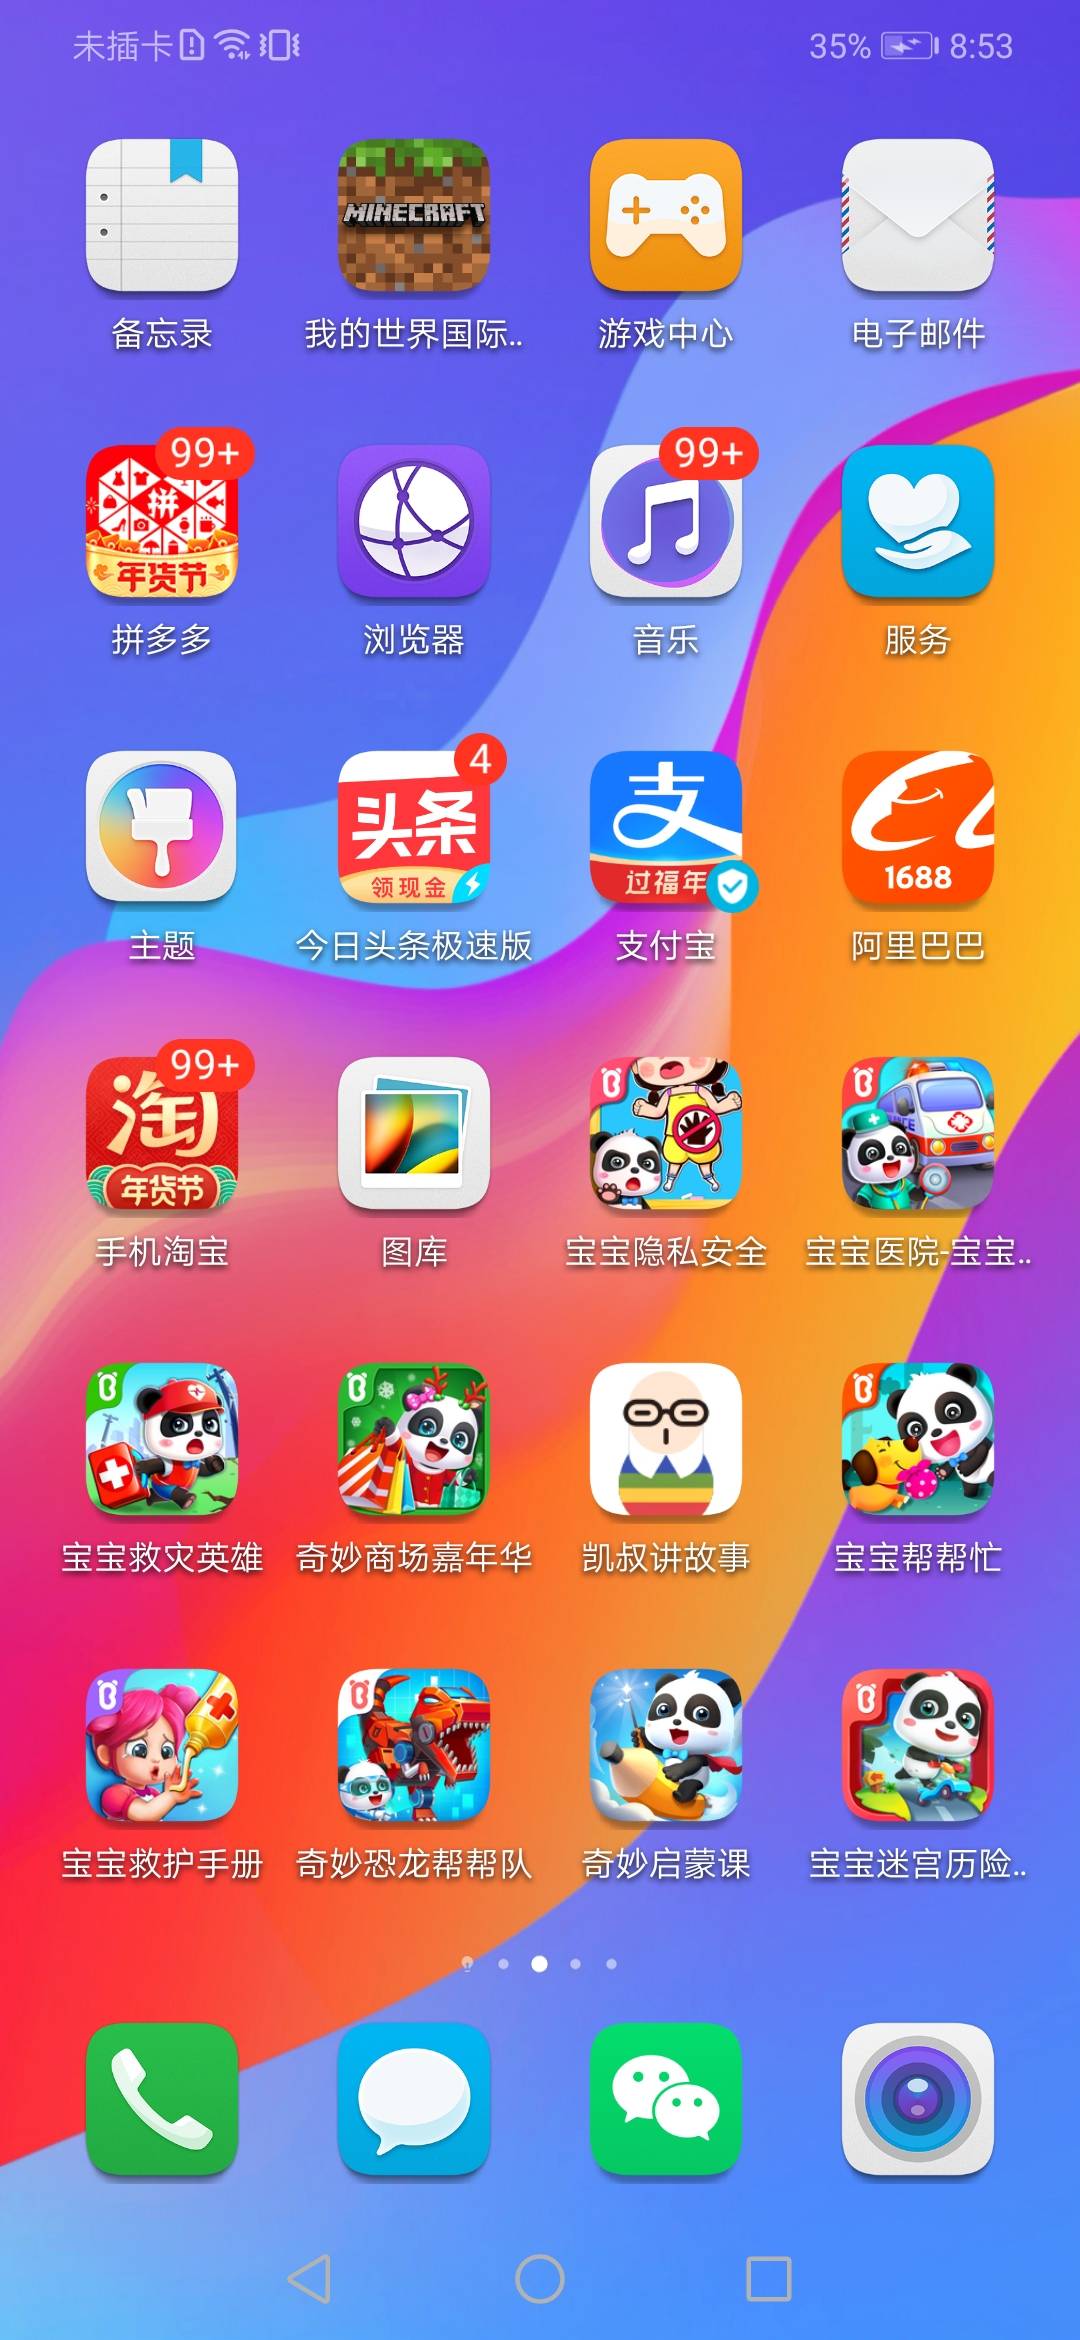 未插卡
35% 8:53
MINECRAFT
备忘录
我的世界国际..
游戏中心
电子邮件
99+
99+
拼
年货节
拼多多
浏览器
音乐
服务
4
头条
领现金
支
过福年
1688
主题
今日头条极速版
支付宝
阿里巴巴
99+
淘
年货节
手机淘宝
图库
宝宝隐私安全
宝宝医院-宝宝..
宝宝救灾英雄
奇妙商场嘉年华
凯叔讲故事
宝宝帮帮忙
宝宝救护手册
奇妙恐龙帮帮队
奇妙启蒙课
宝宝迷宫历险..